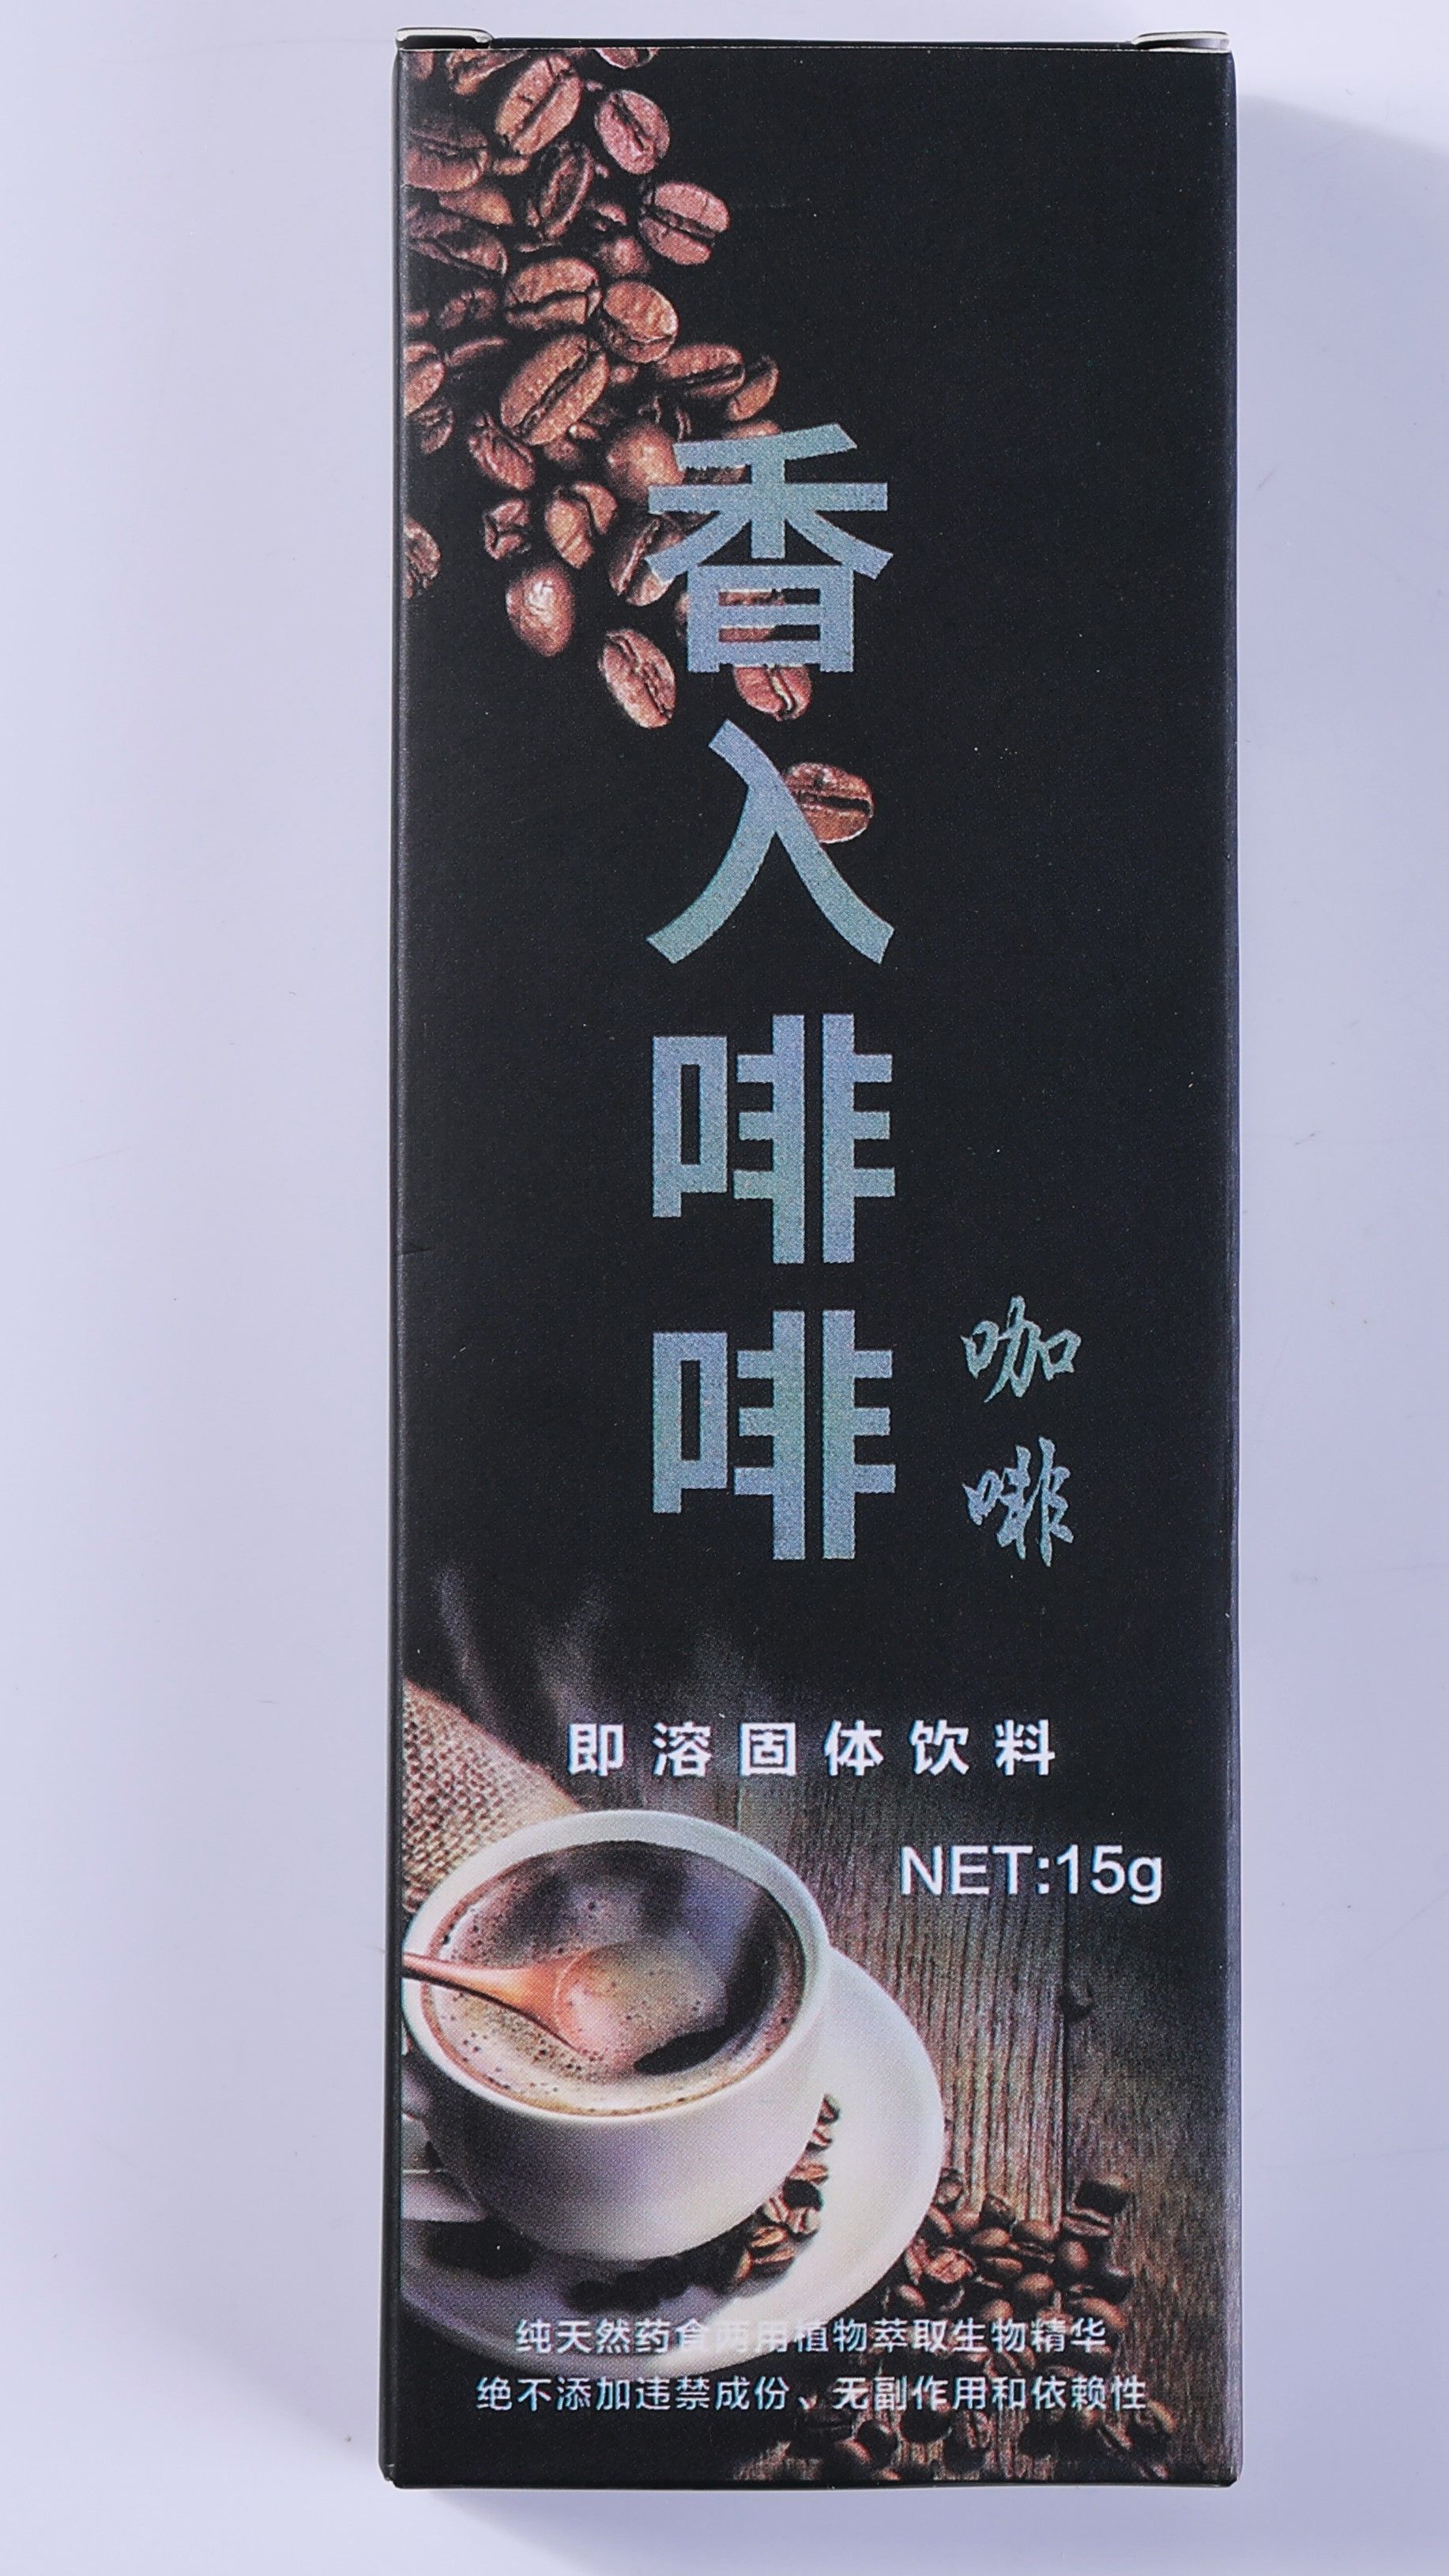 香入啡啡
咖啡
即溶固体饮料
NET:15g
纯天然药食两用植物萃取生物精华
绝不添加违禁成份、无副作用和依赖性